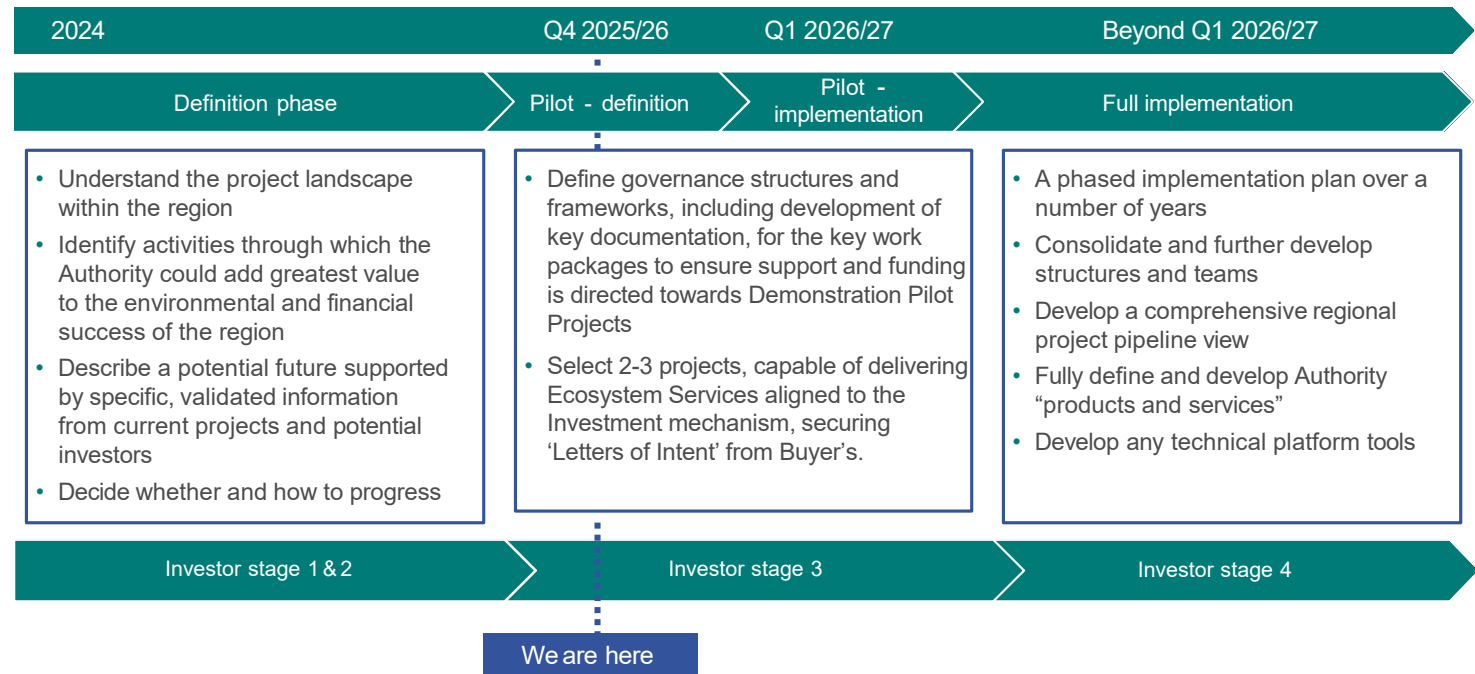 2024
Q4 2025/26
Q1 2026/27
Beyond Q1 2026/27
Definition phase
Pilot - definition
Pilot -
implementation
Full implementation
• Understand the project landscape
within the region
• Identify activities through which the
Authority could add greatest value
to the environmental and financial
success of the region
• Describe a potential future supported
by specific, validated information
from current projects and potential
investors
• Decide whether and how to progress
• Define governance structures and
frameworks, including development of
key documentation, for the key work
packages to ensure support and funding
is directed towards Demonstration Pilot
Projects
• Select 2-3 projects, capable of delivering
Ecosystem Services aligned to the
Investment mechanism, securing
‘Letters of Intent’ from Buyer’s.
• A phased implementation plan over a
number of years
• Consolidate and further develop
structures and teams
• Develop a comprehensive regional
project pipeline view
• Fully define and develop Authority
“products and services”
• Develop any technical platform tools
Investor stage 1 & 2
Investor stage 3
Investor stage 4
We are here